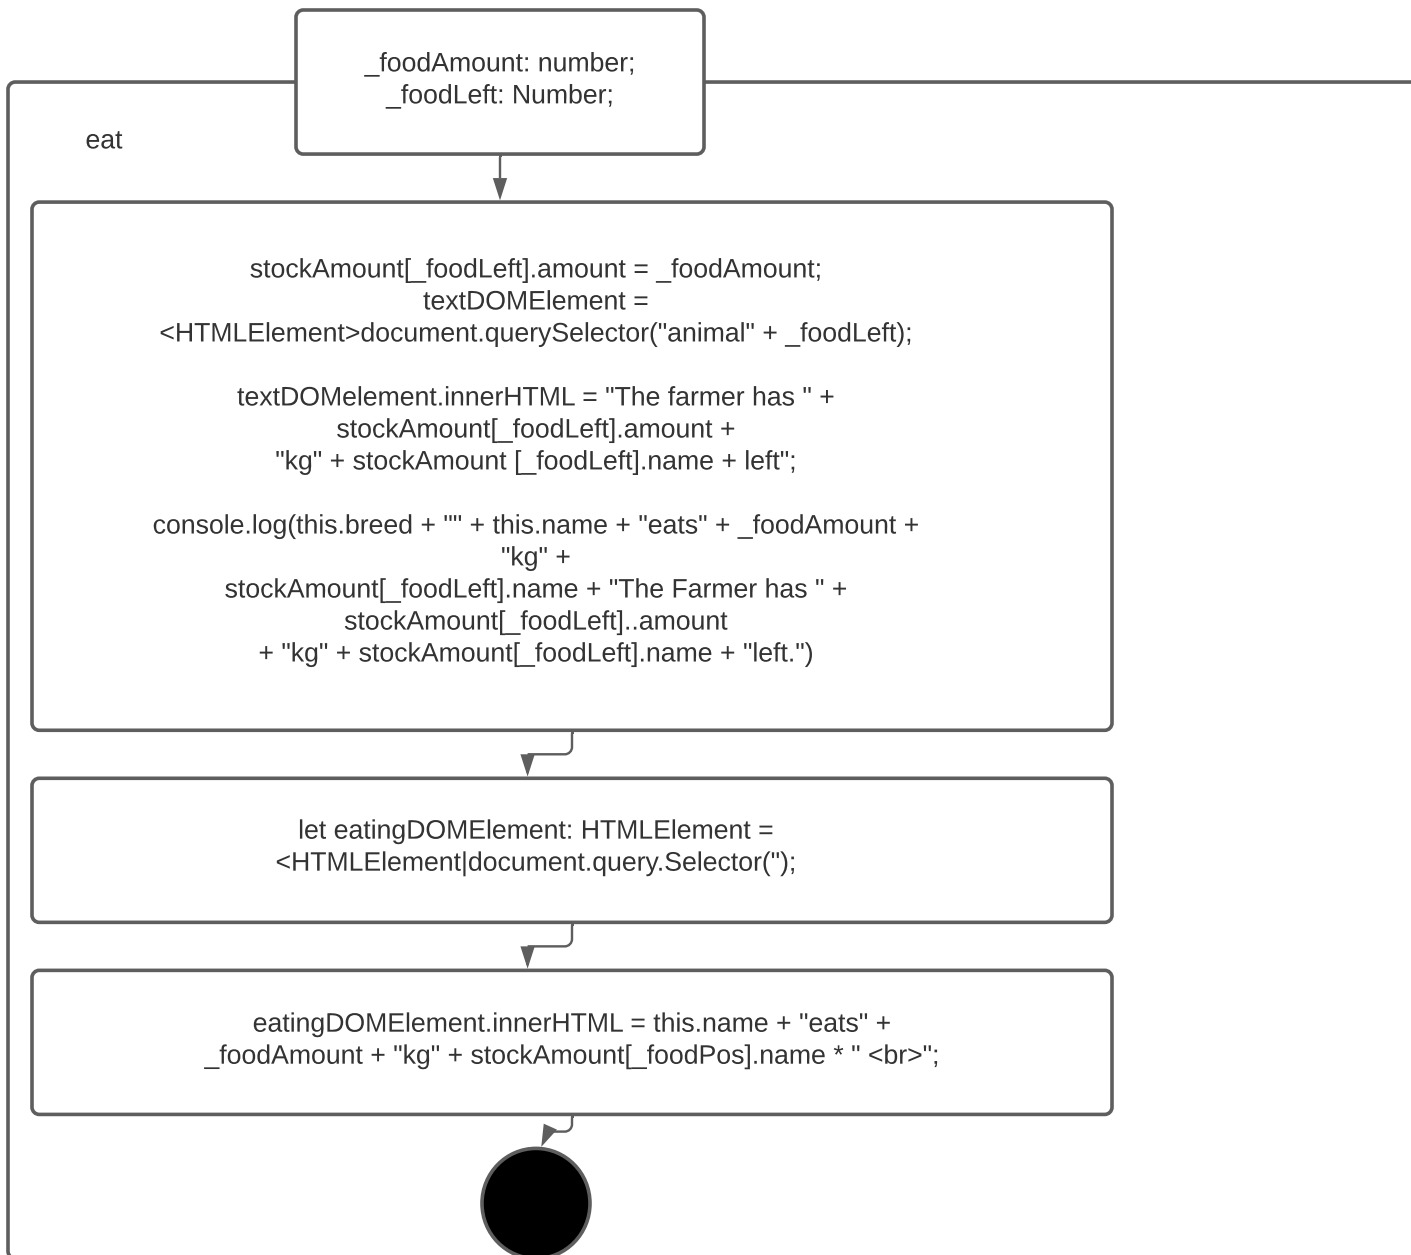 _foodAmount: number;
_foodLeft: Number;
eat
stockAmount[_foodLeft].amount = _foodAmount;
textDOMElement =
<HTMLElement>document.querySelector("animal" + _foodLeft);
textDOMelement.innerHTML = "The farmer has " +
stockAmount[_foodLeft].amount +
"kg" + stockAmount [_foodLeft].name + left";
console.log(this.breed + "" + this.name + "eats" + _foodAmount +
"kg" +
stockAmount[_foodLeft].name + "The Farmer has " +
stockAmount[_foodLeft]..amount
+ "kg" + stockAmount[_foodLeft].name + "left.")
let eatingDOMElement: HTMLElement =
<HTMLElement|document.query.Selector(");
eatingDOMElement.innerHTML = this.name + "eats" +
_foodAmount + "kg" + stockAmount[_foodPos].name * " <br>";